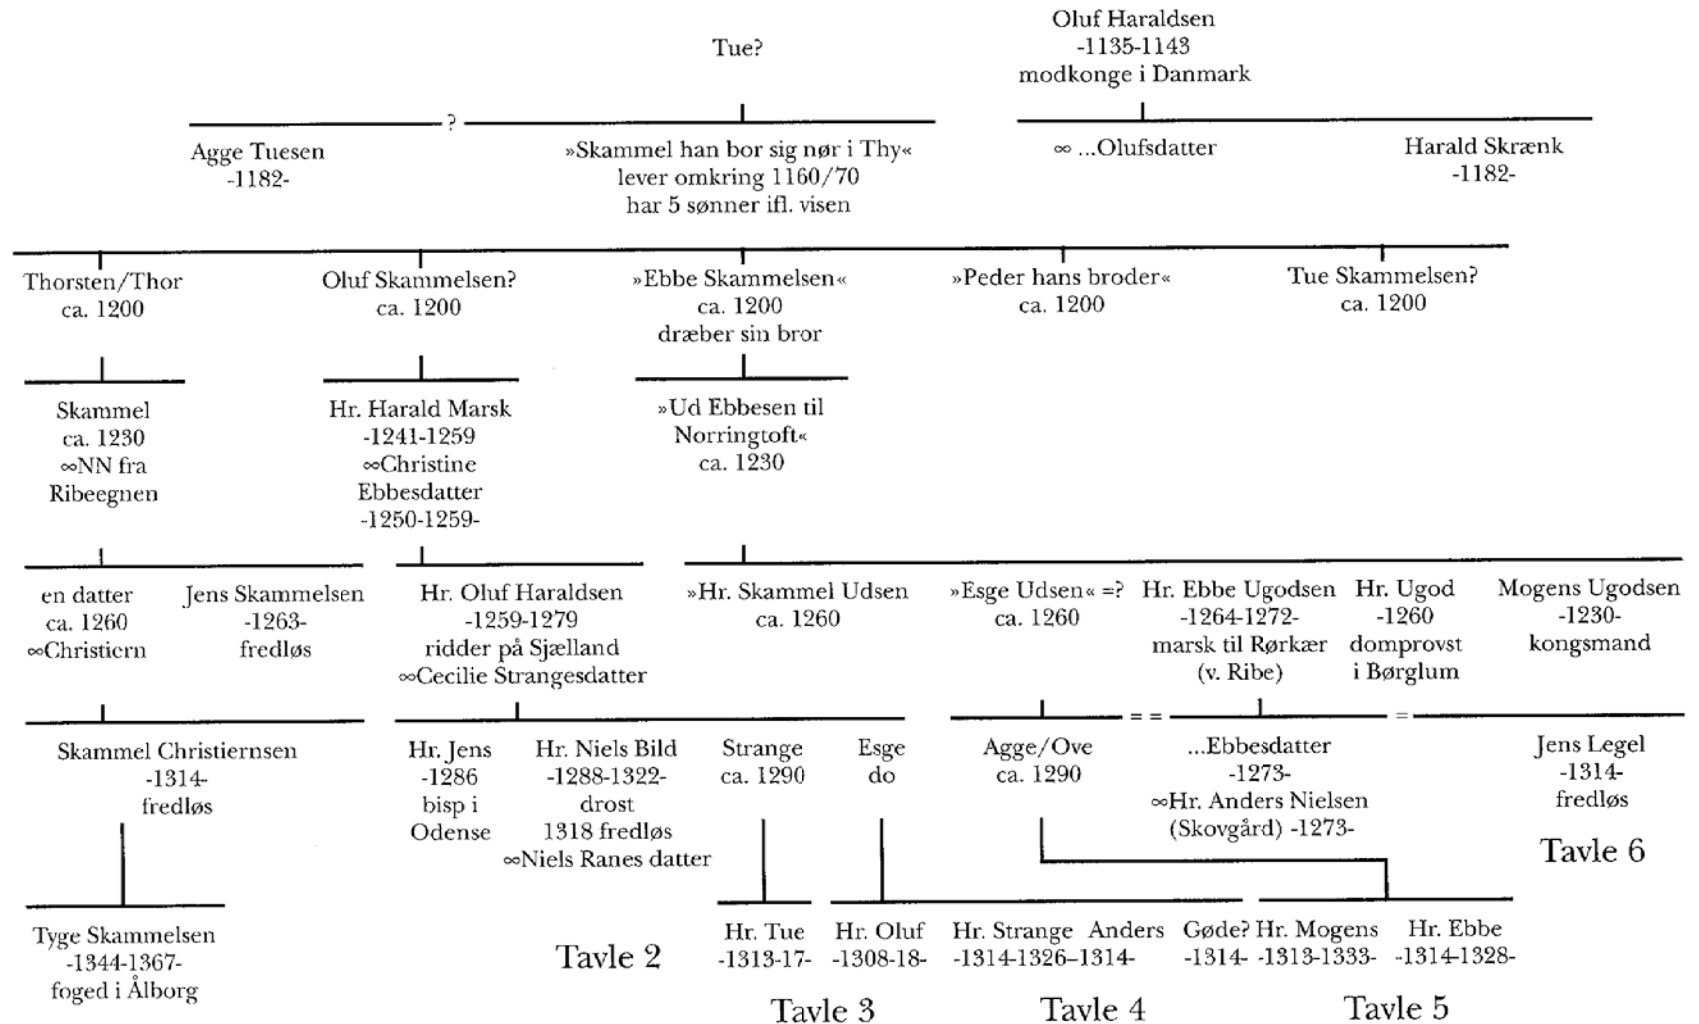 Oluf Haraldsen
-1135-1143
modkonge i Danmark
Tue?
?
Agge Tuesen
-1182-
»Skammel han bor sig nør i Thy«
lever omkring 1160/70
har 5 sønner ifl. visen
∞ ...Olufsdatter
Harald Skrænk
-1182-
Thorsten/Thor
ca. 1200
Oluf Skammelsen?
ca. 1200
»Ebbe Skammelsen«
ca. 1200
dræber sin bror
»Peder hans broder«
ca. 1200
Tue Skammelsen?
ca. 1200
Skammel
ca. 1230
∞NN fra
Ribeegnen
Hr. Harald Marsk
-1241-1259
∞Christine
Ebbesdatter
-1250-1259-
»Ud Ebbesen til
Norringtoft«
ca. 1230
en datter
ca. 1260
∞Christiern
Jens Skammelsen
-1263-
fredløs
Hr. Oluf Haraldsen
-1259-1279
ridder på Sjælland
∞Cecilie Strangesdatter
»Hr. Skammel Udsen
ca. 1260
»Esge Udsen« =?
ca. 1260
Hr. Ebbe Ugodsen
-1264-1272-
marsk til Rørkær
(v. Ribe)
Hr. Ugod
-1260
domprovst
i Børglum
Mogens Ugodsen
-1230-
kongsmand
= =
=
Skammel Christiernsen
-1314-
fredløs
Hr. Jens
-1286
bisp i
Odense
Hr. Niels Bild
-1288-1322-
drost
1318 fredløs
∞Niels Ranes datter
Strange
ca. 1290
Esge
do
Agge/Ove
ca. 1290
...Ebbesdatter
-1273-
∞Hr. Anders Nielsen
(Skovgård) -1273-
Jens Legel
-1314-
fredløs
Tavle 6
Tyge Skammelsen
-1344-1367-
foged i Ålborg
Tavle 2
Hr. Tue
-1313-17-
Hr. Oluf
-1308-18-
Hr. Strange Anders
-1314-1326–1314-
Gøde?
-1314-
Hr. Mogens
-1313-1333-
Hr. Ebbe
-1314-1328-
Tavle 3
Tavle 4
Tavle 5